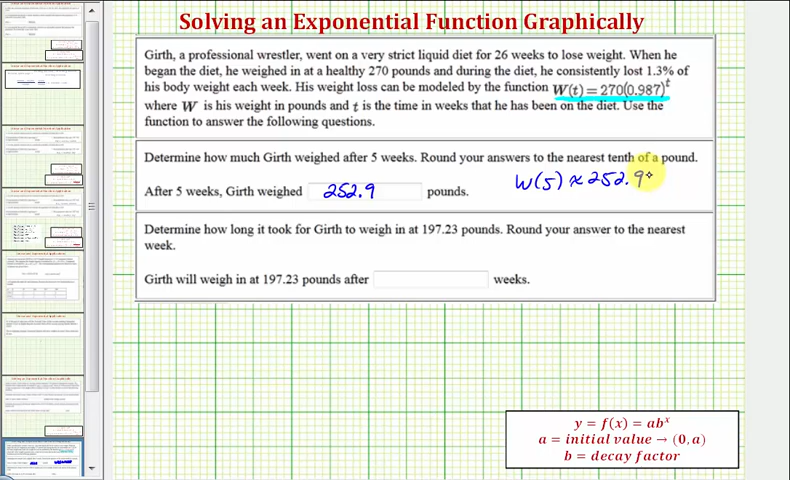 Solving an Exponential Function Graphically
Girth, a professional wrestler, went on a very strict liquid diet for 26 weeks to lose weight. When he
began the diet, he weighed in at a healthy 270 pounds and during the diet, he consistently lost 1.3% of
his body weight each week. His weight loss can be modeled by the function W(t) = 270(0.987)^t
where W is his weight in pounds and t is the time in weeks that he has been on the diet. Use the
function to answer the following questions.
Determine how much Girth weighed after 5 weeks. Round your answers to the nearest tenth of a pound.
After 5 weeks, Girth weighed 252.9 pounds. W(5) ≈ 252.9
Determine how long it took for Girth to weigh in at 197.23 pounds. Round your answer to the nearest
week.
Girth will weigh in at 197.23 pounds after weeks.
y = f(x) = ab^x
a = initial value → (0, a)
b = decay factor